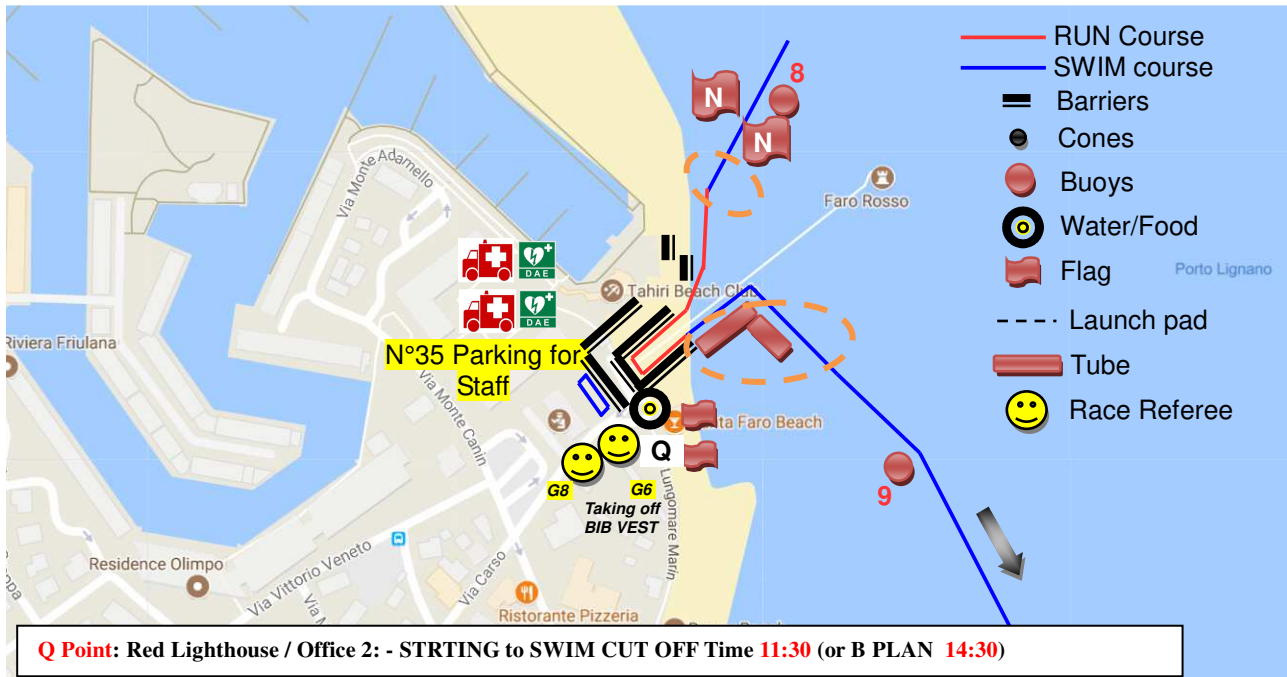 RUN Course
SWIM course
Barriers
Cones
Buoys
Water/Food
Flag
Launch pad
Tube
Race Referee
8
N
N
Faro Rosso
Porto Lignano
Via Monte Adamello
DAE
DAE
Tahiri Beach Club
N°35 Parking for
Staff
Riviera Friulana
Via Monte Canin
Faro Beach
Q
G8
G6
Taking off
BIB VEST
9
Lungomare Marin
Residence Olimpo
Via Vittorio Veneto
Via Carso
Ristorante Pizzeria
Q Point: Red Lighthouse / Office 2: - STRTING to SWIM CUT OFF Time 11:30 (or B PLAN 14:30)